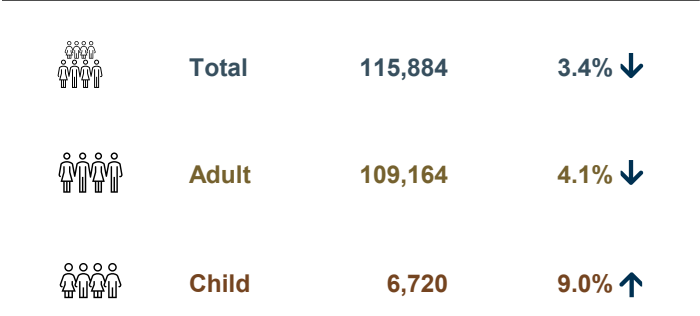 Total 115,884 3.4% ↓
Adult 109,164 4.1% ↓
Child 6,720 9.0% ↑